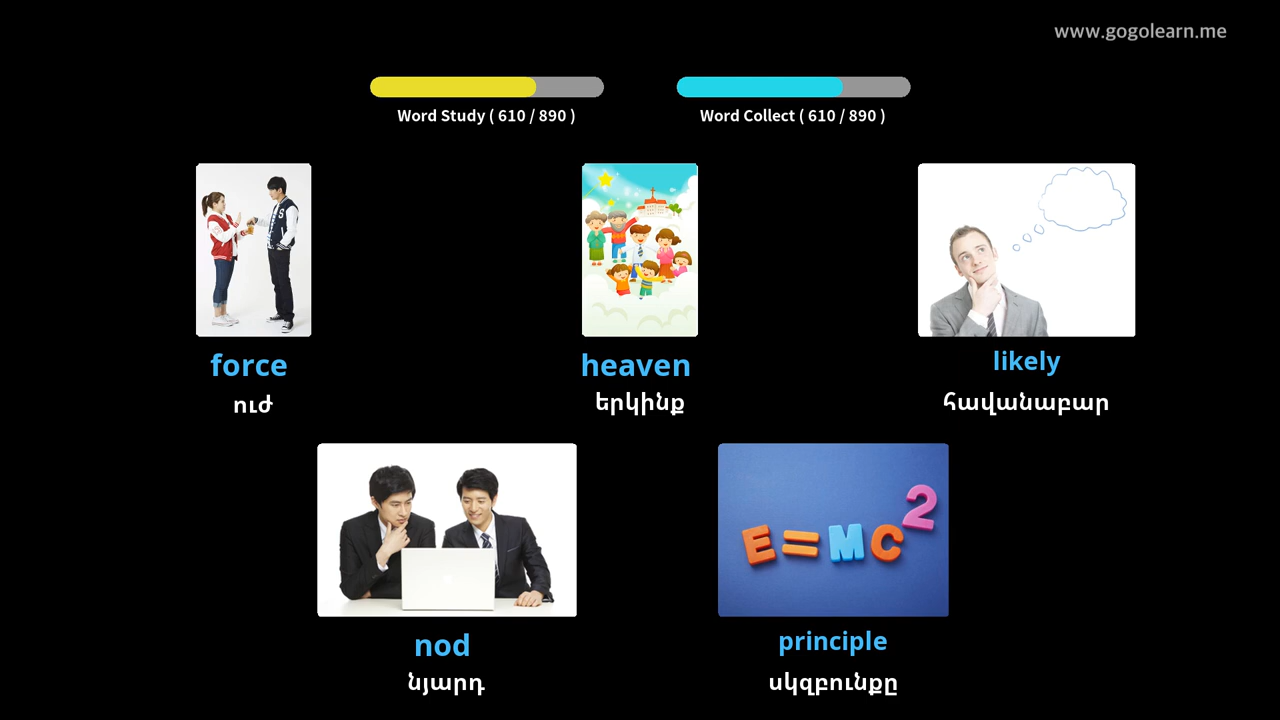 www.gogolearn.me
Word Study ( 610 / 890 )
Word Collect ( 610 / 890 )
S
force
ուժ
heaven
երկինք
likely
հավանաբար
E=MC2
nod
նյարդ
principle
սկզբունքը